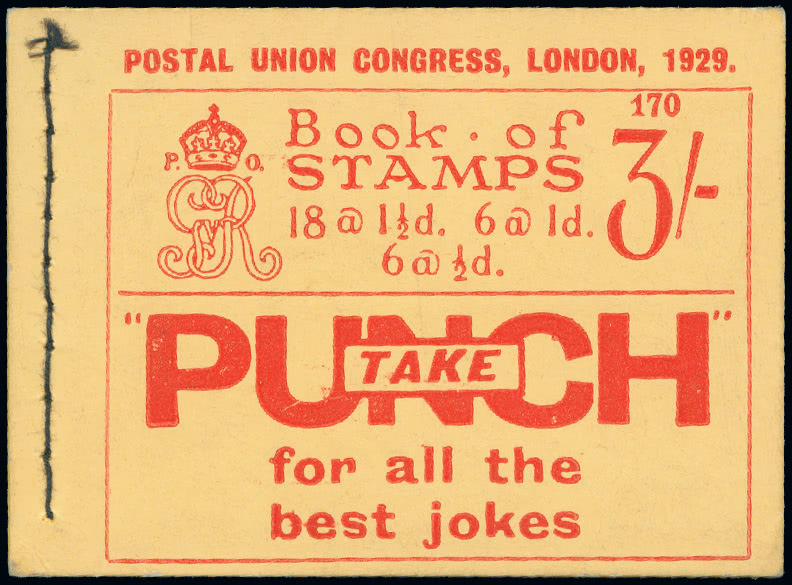 POSTAL UNION CONGRESS, LONDON, 1929.
170
P. O.
GR
Book · of
STAMPS
3/-
18 @ 1½d. 6 @ 1d.
6 @ ½d.
"PUNCH"
TAKE
for all the
best jokes